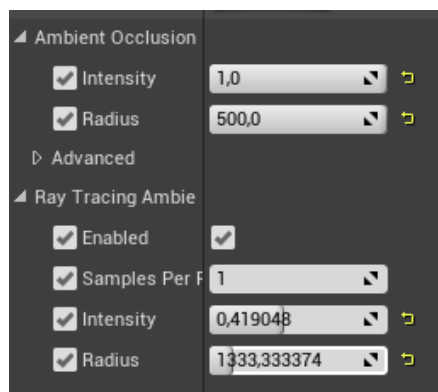 Ambient Occlusion
Intensity 1,0
Radius 500,0
Advanced
Ray Tracing Ambie
Enabled
Samples Per F 1
Intensity 0,419048
Radius 1333,333374